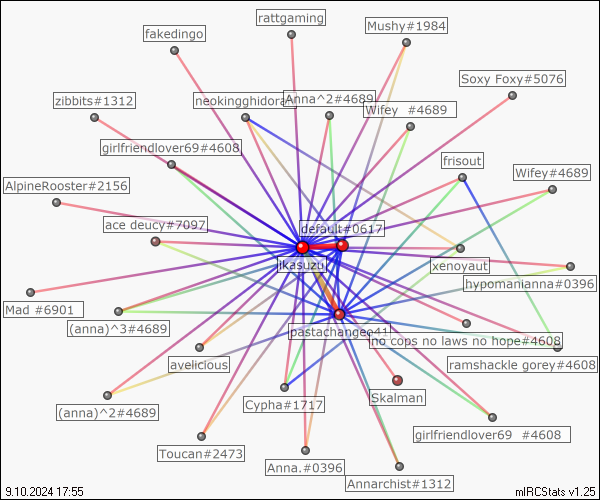 rattgaming
Mushy#1984
fakedingo
Soxy Foxy#5076
zibbits#1312
neokingghidora
Anna^2#4689
Wifey #4689
girlfriendlover69#4608
frisout
Wifey#4689
AlpineRooster#2156
ace deucy#7097
default#0617
ikasuzu
xenoyaut
hypomanianna#0396
Mad #6901
(anna)^3#4689
pastachangeo41
no cops no laws no hope#4608
avelicious
ramshackle gorey#4608
Skalman
(anna)^2#4689
Cypha#1717
girlfriendlover69 #4608
Toucan#2473
Anna.#0396
Annarchist#1312
9.10.2024 17:55
mIRCStats v1.25